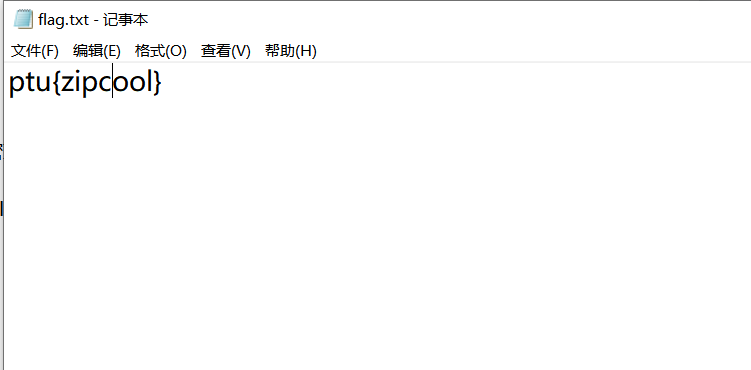 flag.txt - 记事本
文件(F) 编辑(E) 格式(O) 查看(V) 帮助(H)
ptu{zipcool}